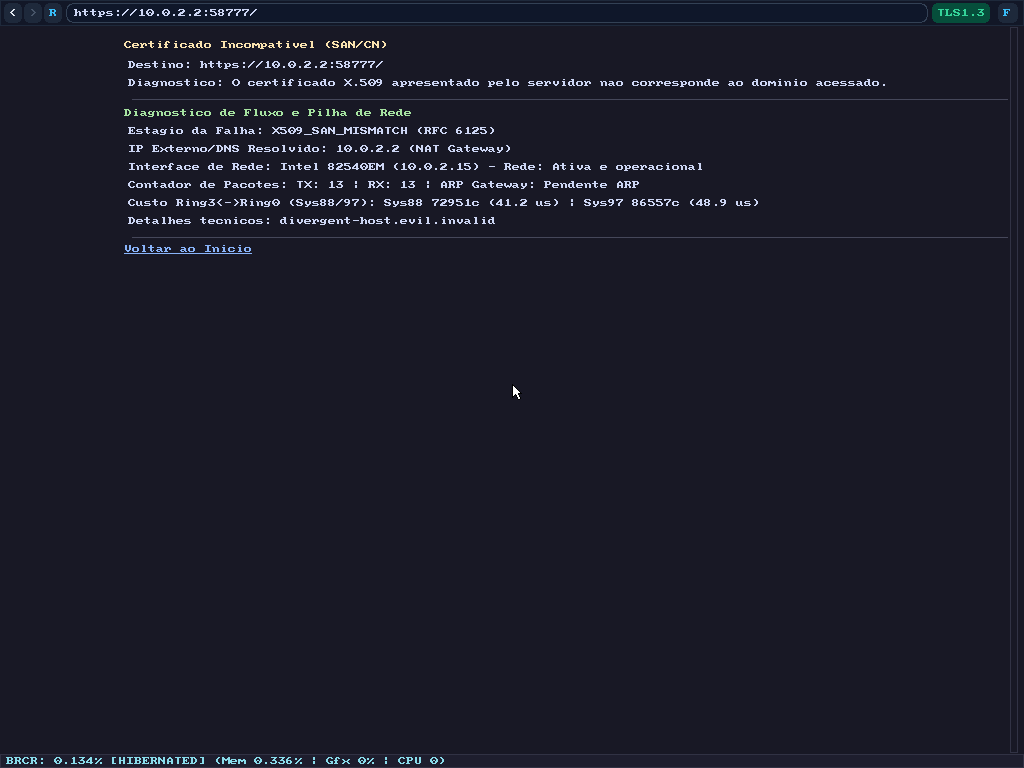 < > R https://10.0.2.2:58777/ TLS1.3 F
Certificado Incompativel (SAN/CN)
Destino: https://10.0.2.2:58777/
Diagnostico: O certificado X.509 apresentado pelo servidor nao corresponde ao dominio acessado.
Diagnostico de Fluxo e Pilha de Rede
Estagio da Falha: X509_SAN_MISMATCH (RFC 6125)
IP Externo/DNS Resolvido: 10.0.2.2 (NAT Gateway)
Interface de Rede: Intel 82540EM (10.0.2.15) - Rede: Ativa e operacional
Contador de Pacotes: TX: 13 | RX: 13 | ARP Gateway: Pendente ARP
Custo Ring3<->Ring0 (Sys88/97): Sys88 72951c (41.2 us) | Sys97 86557c (48.9 us)
Detalhes tecnicos: divergent-host.evil.invalid
Voltar ao Inicio
BRCR: 0.134% [HIBERNATED] (Mem 0.336% | Gfx 0% | CPU 0)